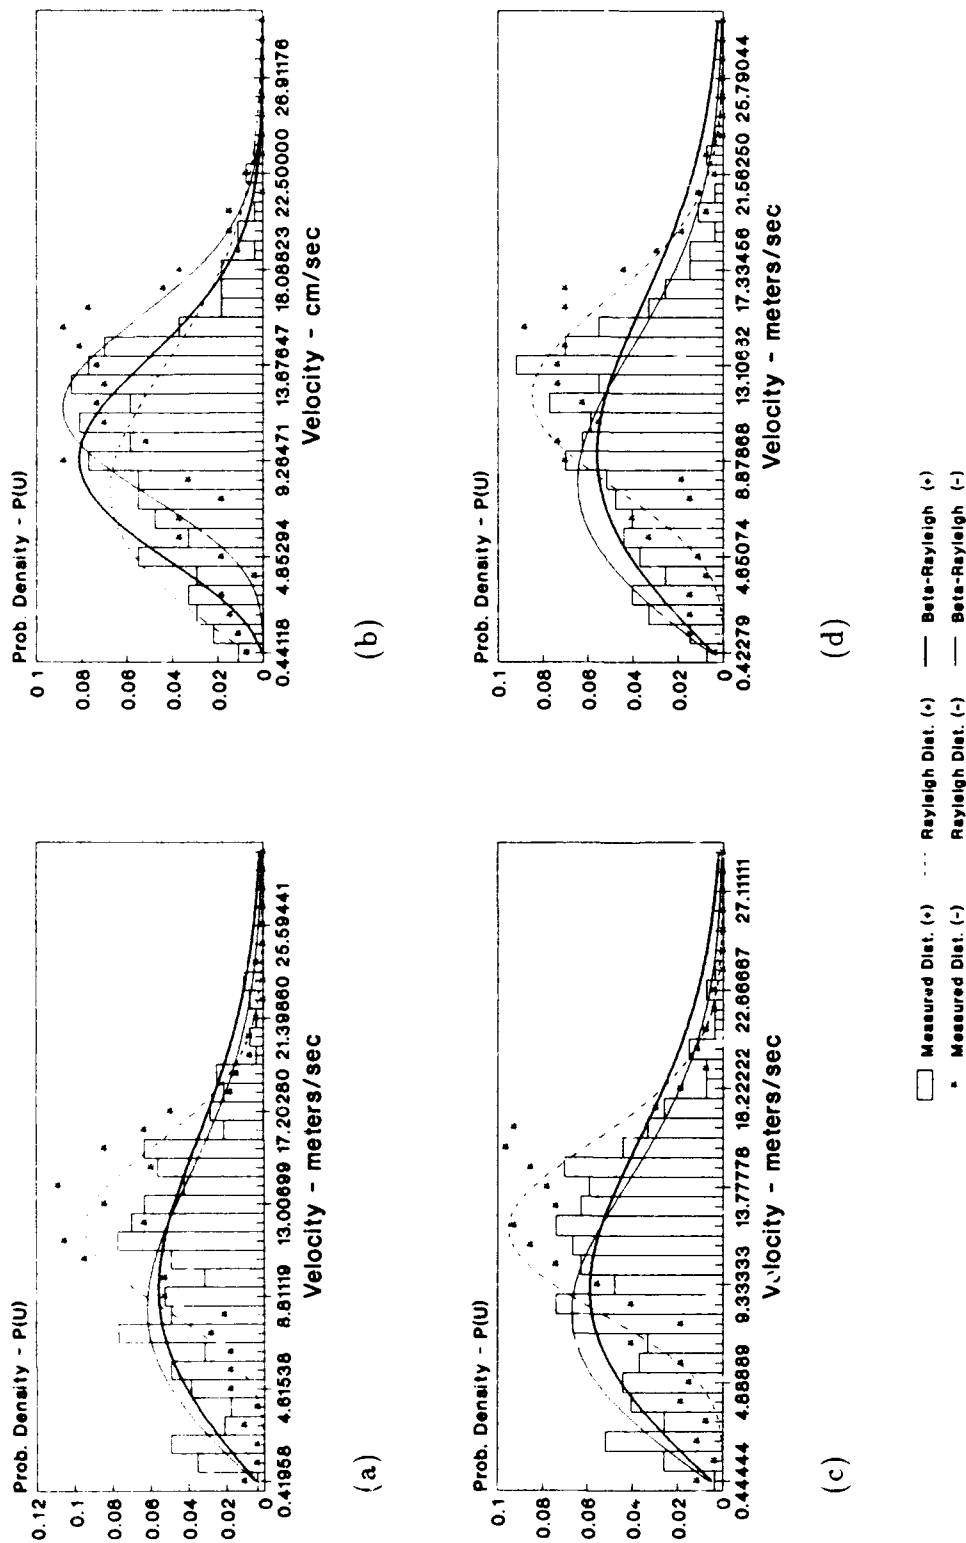 Prob. Density - P(U)
0.12
0.1
0.08
0.06
0.04
0.02
0
0.41958 4.61538 8.81119 13.00699 17.20280 21.39860 25.59441
Velocity - meters/sec
(a)
Prob. Density - P(U)
0.1
0.08
0.06
0.04
0.02
0
0.44118 4.85294 9.26471 13.67647 18.08823 22.50000 26.91176
Velocity - cm/sec
(b)
Prob. Density - P(U)
0.1
0.08
0.06
0.04
0.02
0
0.44444 4.88889 9.33333 13.77778 18.22222 22.66667 27.11111
Velocity - meters/sec
(c)
Prob. Density - P(U)
0.1
0.08
0.06
0.04
0.02
0
0.42279 4.65074 8.87868 13.10662 17.33456 21.56250 25.79044
Velocity - meters/sec
(d)
Measured Dist. (+) Rayleigh Dist. (+) Beta-Rayleigh (+)
Measured Dist. (-) Rayleigh Dist. (-) Beta-Rayleigh (-)